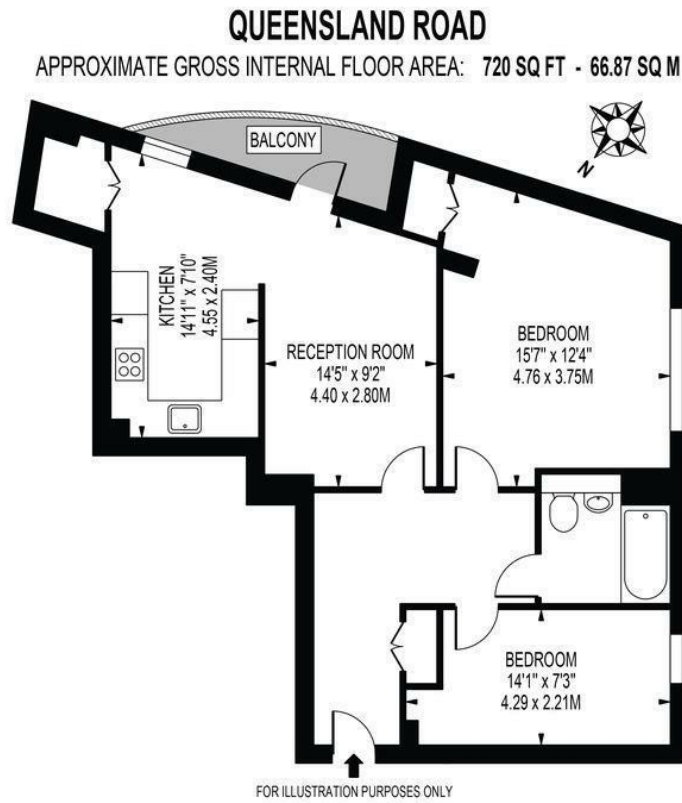 QUEENSLAND ROAD
APPROXIMATE GROSS INTERNAL FLOOR AREA: 720 SQ FT - 66.87 SQ M
BALCONY
N
KITCHEN
14'11" x 7'10"
4.55 x 2.40M
RECEPTION ROOM
14'5" x 9'2"
4.40 x 2.80M
BEDROOM
15'7" x 12'4"
4.76 x 3.75M
BEDROOM
14'1" x 7'3"
4.29 x 2.21M
FOR ILLUSTRATION PURPOSES ONLY